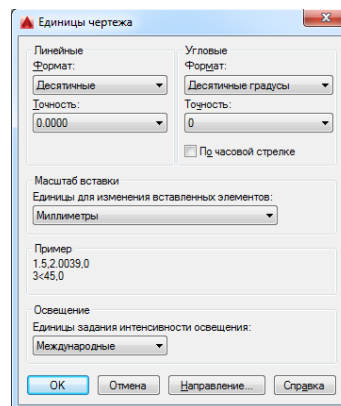 Единицы чертежа
Линейные
Формат:
Десятичные
Точность:
0.0000
Угловые
Формат:
Десятичные градусы
Точность:
0
По часовой стрелке
Масштаб вставки
Единицы для изменения вставленных элементов:
Миллиметры
Пример
1.5,2.0039,0
3<45,0
Освещение
Единицы задания интенсивности освещения:
Международные
OK Отмена Направление... Справка